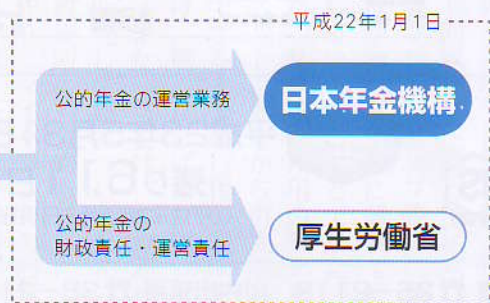 平成22年1月1日
公的年金の運営業務
日本年金機構
公的年金の
財政責任・運営責任
厚生労働省